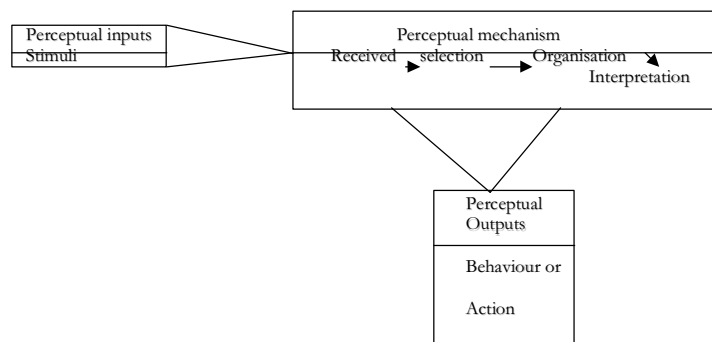 Perceptual inputs
Stimuli
Perceptual mechanism
Received selection Organisation
Interpretation
Perceptual
Outputs
Behaviour or
Action